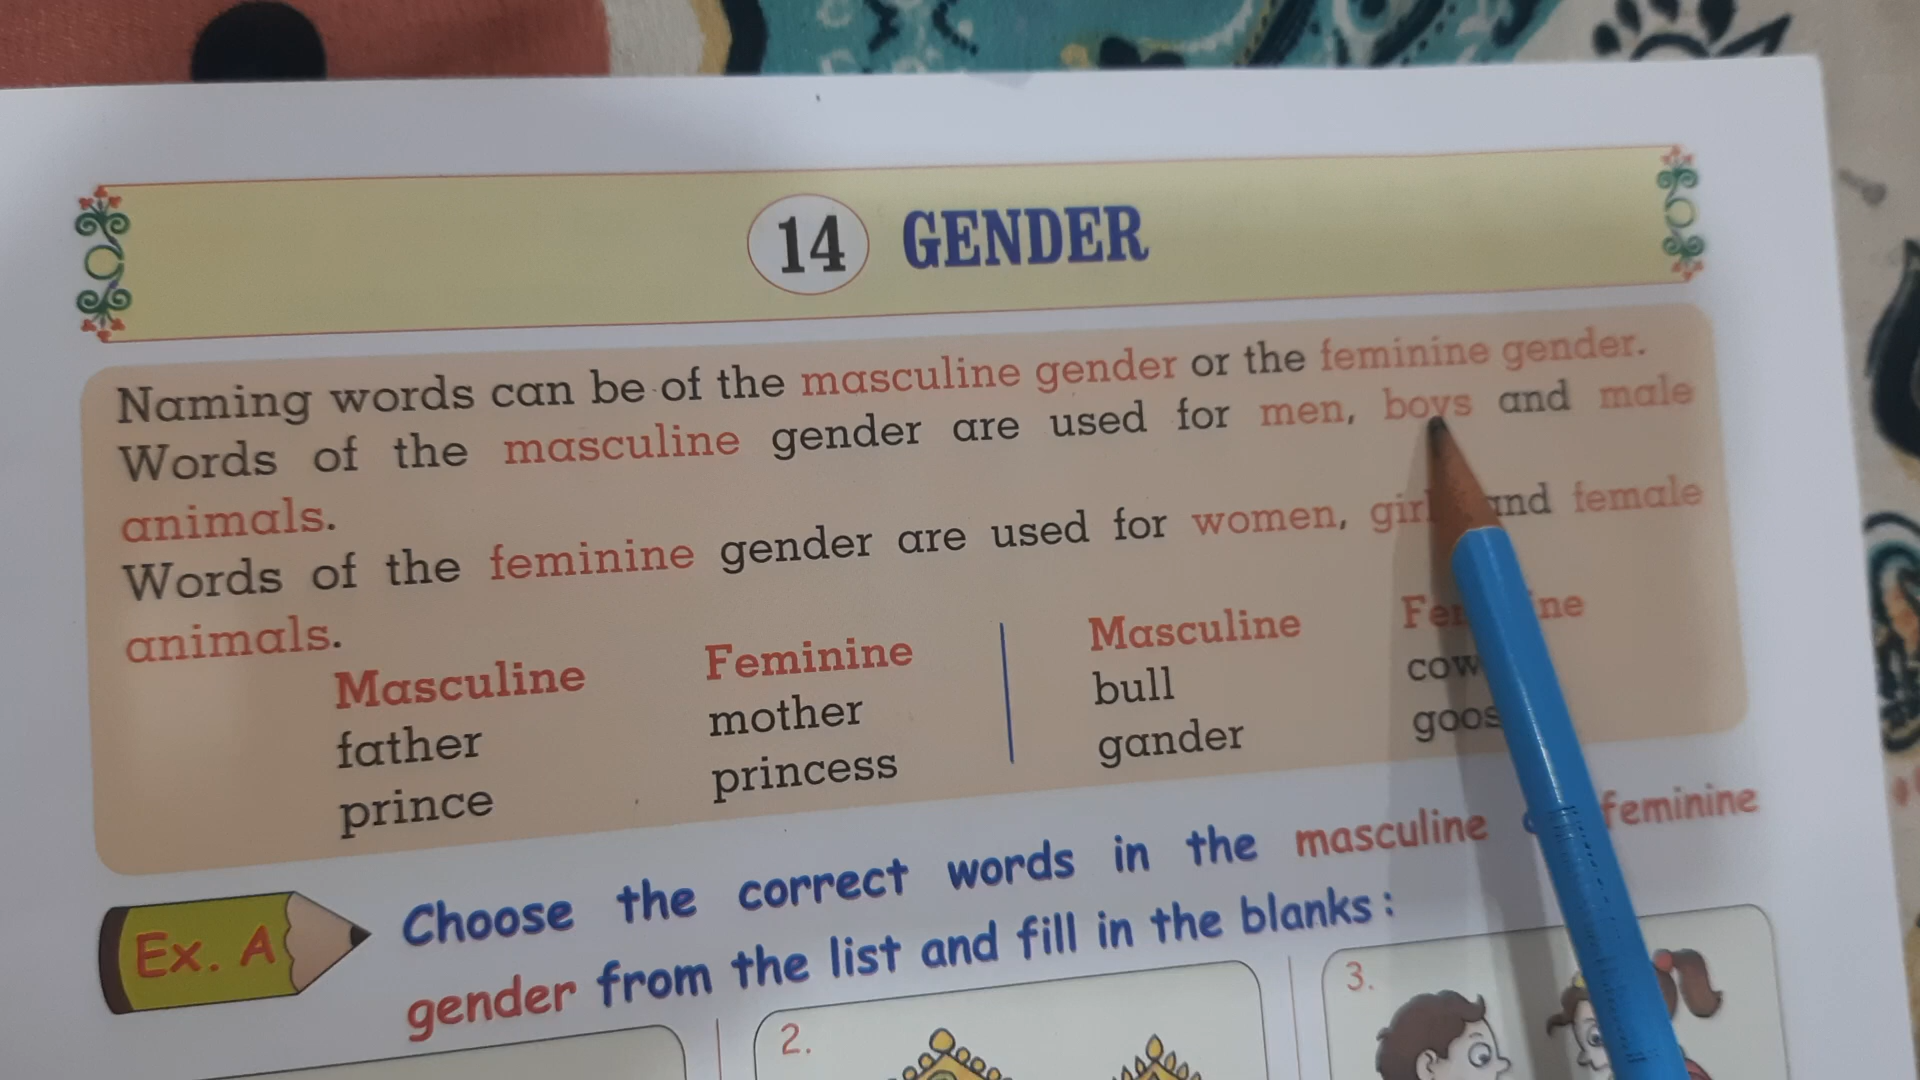 14 GENDER
Naming words can be of the masculine gender or the feminine gender.
Words of the masculine gender are used for men, boys and male
animals.
Words of the feminine gender are used for women, and female
animals.
Masculine Feminine Masculine
father mother bull cow
prince princess gander
Ex. A Choose the correct words in the masculine feminine
gender from the list and fill in the blanks:
2. 3.